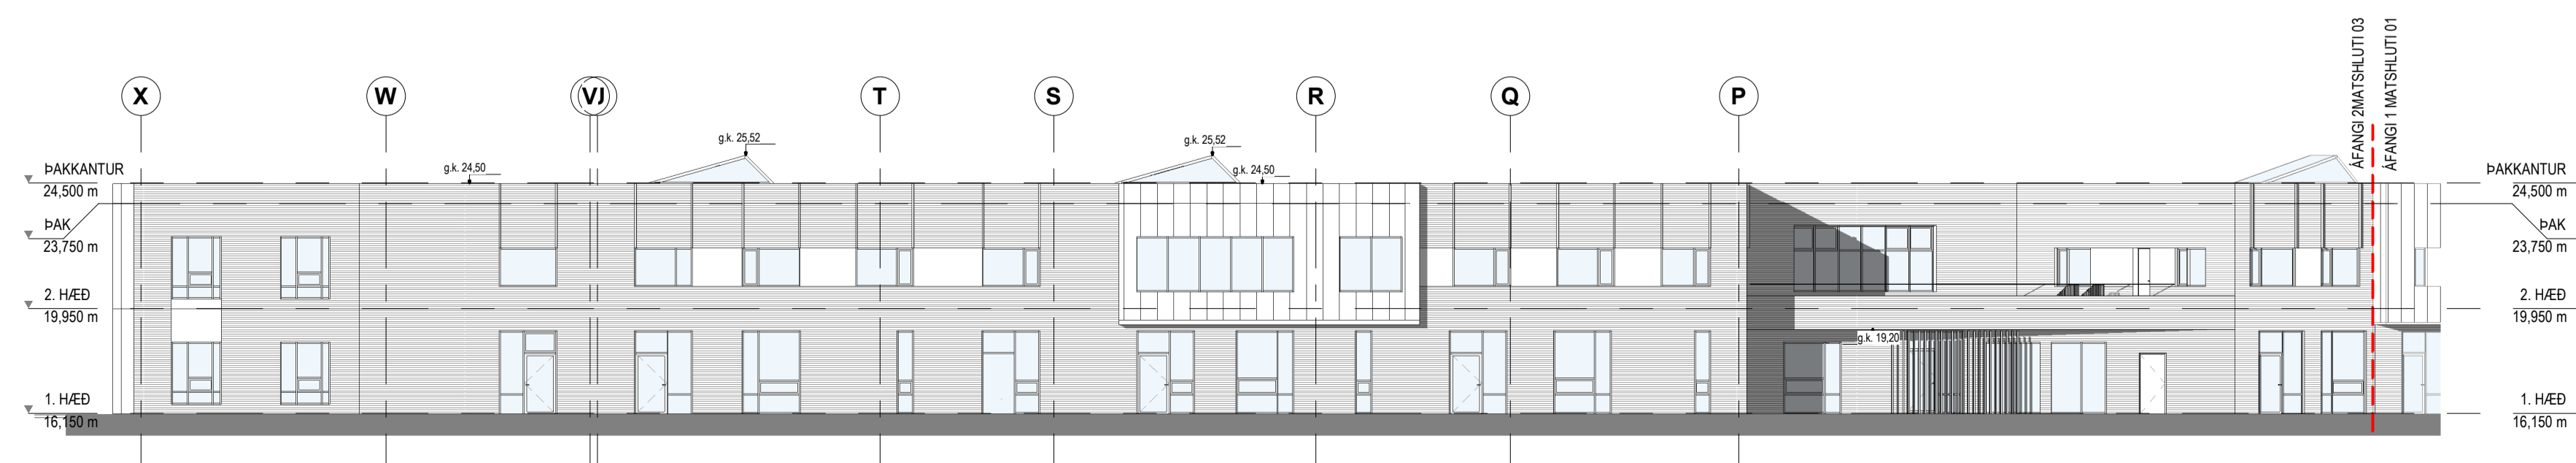 ÁFANGI 2MATSHLUTI 03
ÁFANGI 1 MATSHLUTI 01
X
W
V
J
T
S
R
Q
P
g.k. 25,52
g.k. 25,52
g.k. 24,50
g.k. 24,50
ÞAKKANTUR
24,500 m
ÞAK
23,750 m
2. HÆÐ
19,950 m
1. HÆÐ
16,150 m
g.k. 19,20
ÞAKKANTUR
24,500 m
ÞAK
23,750 m
2. HÆÐ
19,950 m
1. HÆÐ
16,150 m